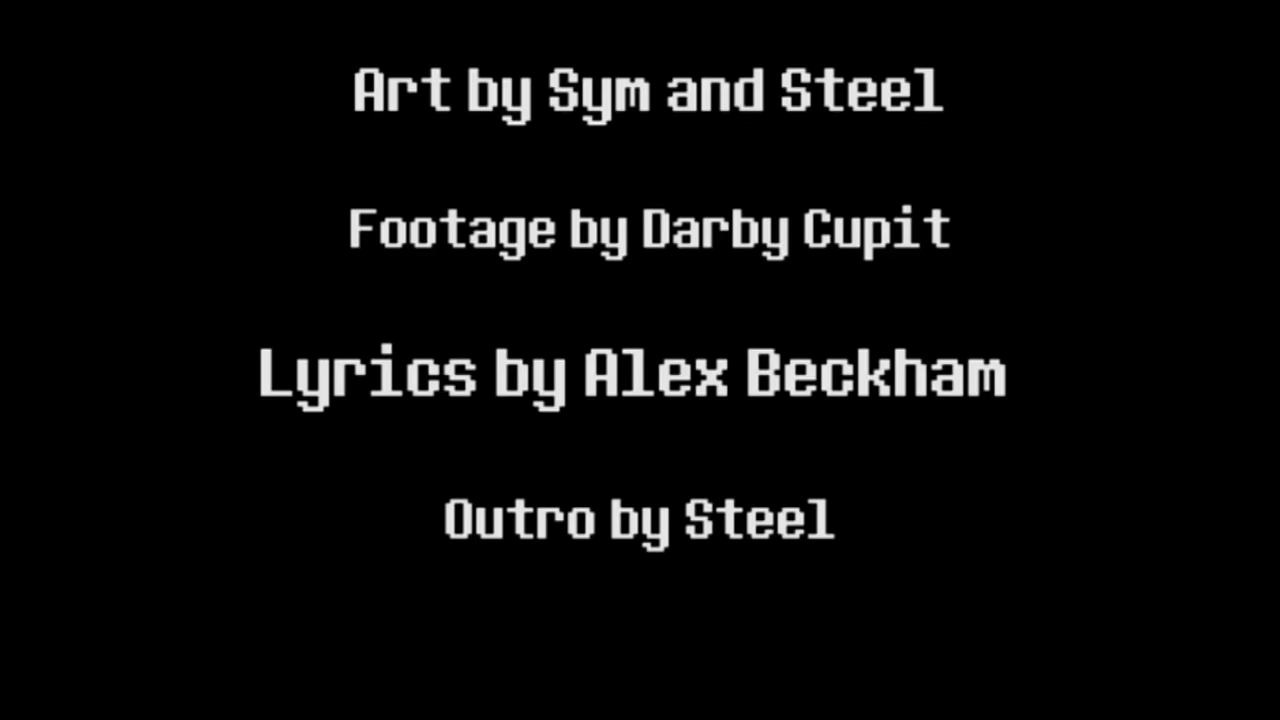 Art by Sym and Steel
Footage by Darby Cupit
Lyrics by Alex Beckham
Outro by Steel